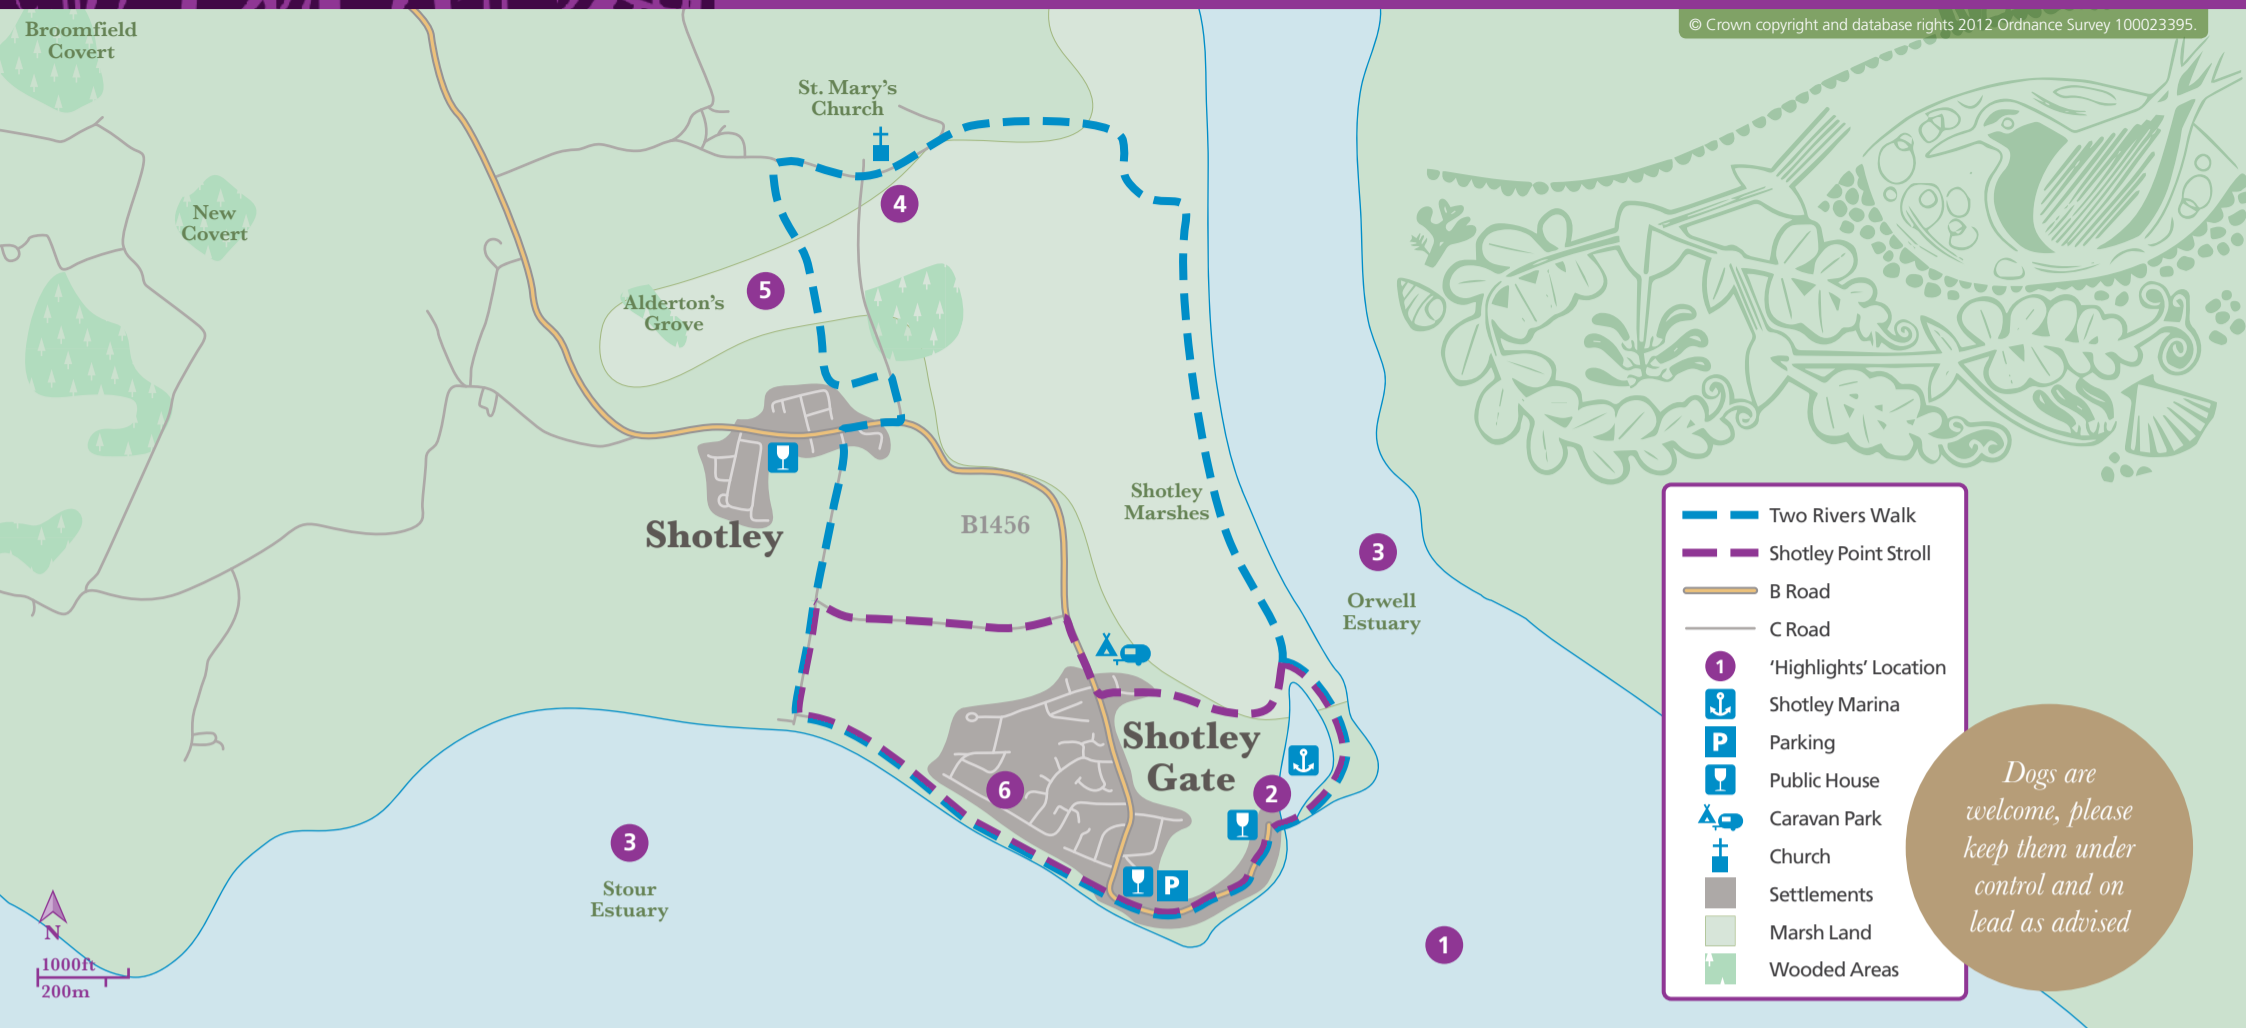 © Crown copyright and database rights 2012 Ordnance Survey 100023395.
Broomfield
Covert
St. Mary's
Church
4
New
Covert
5
Alderton's
Grove
Shotley
Marshes
B1456
Shotley
3
Orwell
Estuary
Shotley
Gate
2
6
3
Stour
Estuary
P
1
N
1000ft
200m
Two Rivers Walk
Shotley Point Stroll
B Road
C Road
1 'Highlights' Location
Shotley Marina
P Parking
Public House
Caravan Park
Church
Settlements
Marsh Land
Wooded Areas
Dogs are
welcome, please
keep them under
control and on
lead as advised